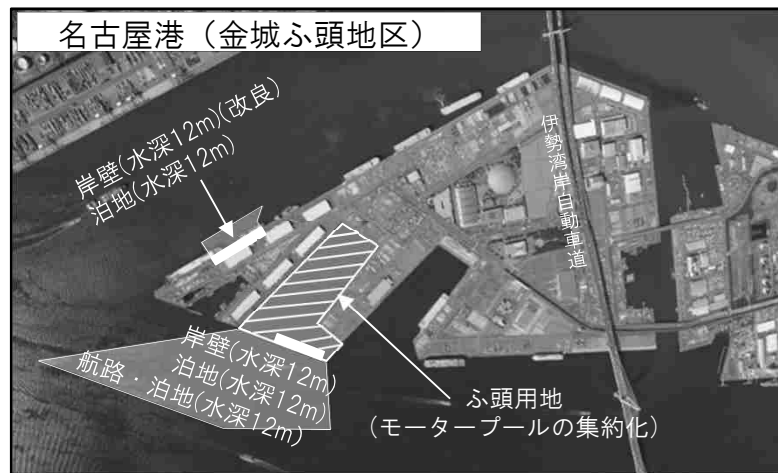 名古屋港（金城ふ頭地区）
岸壁(水深12m)(改良)
泊地(水深12m)
伊勢湾岸自動車道
岸壁(水深12m)
泊地(水深12m)
航路・泊地(水深12m)
ふ頭用地
(モータープールの集約化)